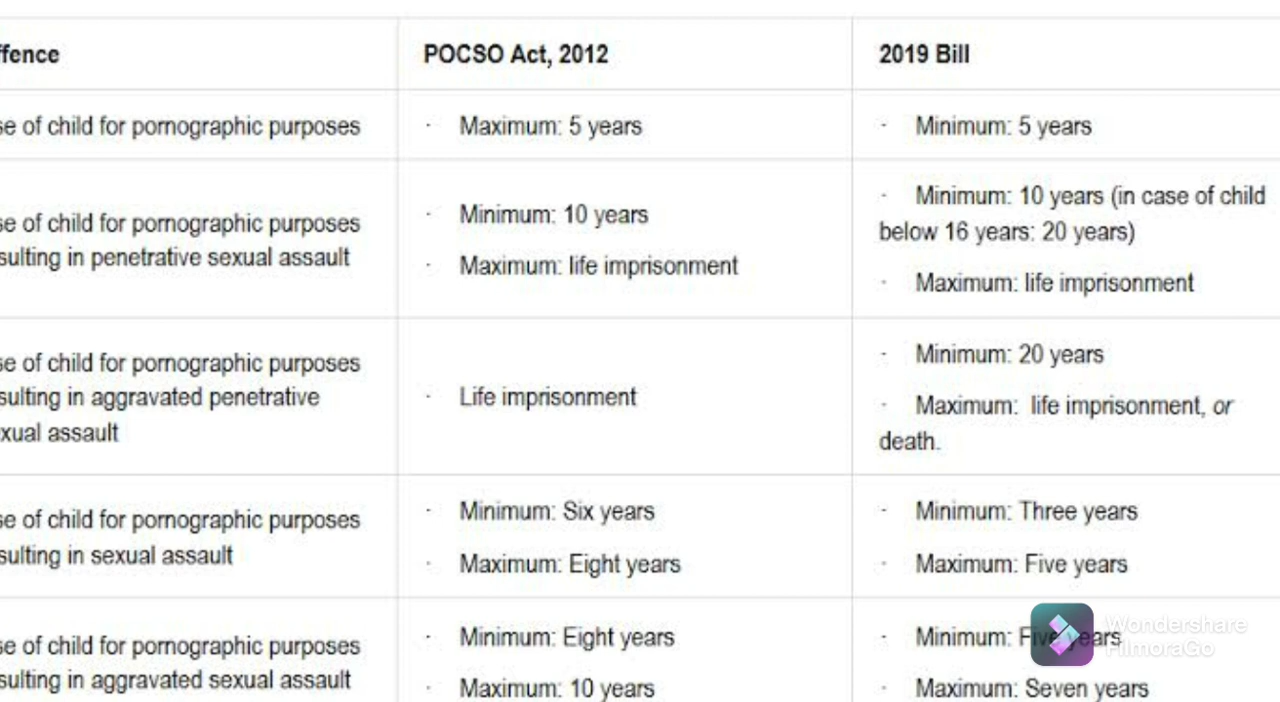 ffence
POCSO Act, 2012
2019 Bill
se of child for pornographic purposes
· Maximum: 5 years
· Minimum: 5 years
se of child for pornographic purposes
sulting in penetrative sexual assault
· Minimum: 10 years
· Maximum: life imprisonment
· Minimum: 10 years (in case of child
below 16 years: 20 years)
· Maximum: life imprisonment
se of child for pornographic purposes
sulting in aggravated penetrative
xual assault
· Life imprisonment
· Minimum: 20 years
· Maximum: life imprisonment, or
death.
se of child for pornographic purposes
sulting in sexual assault
· Minimum: Six years
· Maximum: Eight years
· Minimum: Three years
· Maximum: Five years
se of child for pornographic purposes
sulting in aggravated sexual assault
· Minimum: Eight years
· Maximum: 10 years
· Minimum: Five years
· Maximum: Seven years
Wondershare
FilmoraGo